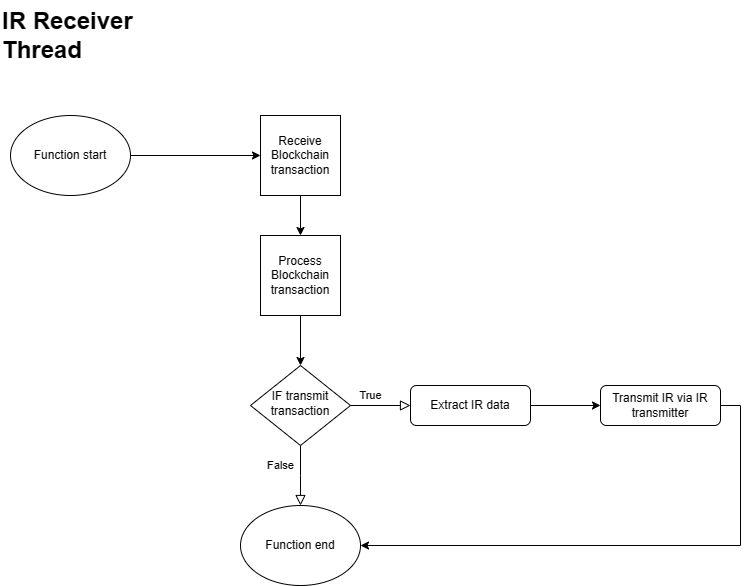 IR Receiver
Thread
Function start
Receive
Blockchain
transaction
Process
Blockchain
transaction
IF transmit
transaction
True
Extract IR data
Transmit IR via IR
transmitter
False
Function end